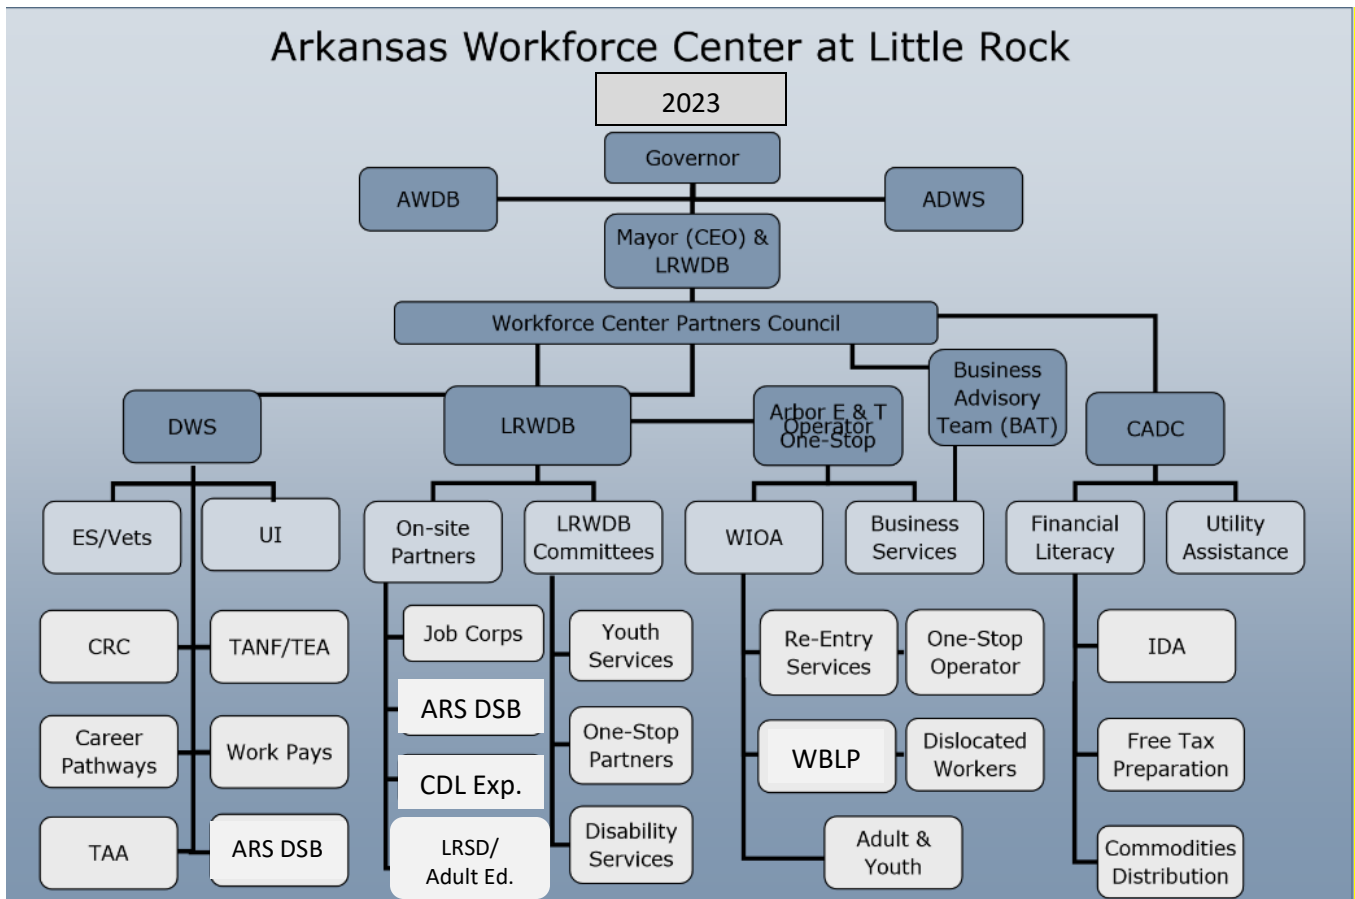 Arkansas Workforce Center at Little Rock
2023
Governor
AWDB
ADWS
Mayor (CEO) &
LRWDB
Workforce Center Partners Council
Business
Advisory
Team (BAT)
DWS
LRWDB
Arbor E & T
Operator
One-Stop
CADC
ES/Vets
UI
On-site
Partners
LRWDB
Committees
WIOA
Business
Services
Financial
Literacy
Utility
Assistance
CRC
TANF/TEA
Job Corps
Youth
Services
Re-Entry
Services
One-Stop
Operator
IDA
ARS DSB
Career
Pathways
Work Pays
CDL Exp.
One-Stop
Partners
WBLP
Dislocated
Workers
Free Tax
Preparation
TAA
ARS DSB
LRSD/
Adult Ed.
Disability
Services
Adult &
Youth
Commodities
Distribution